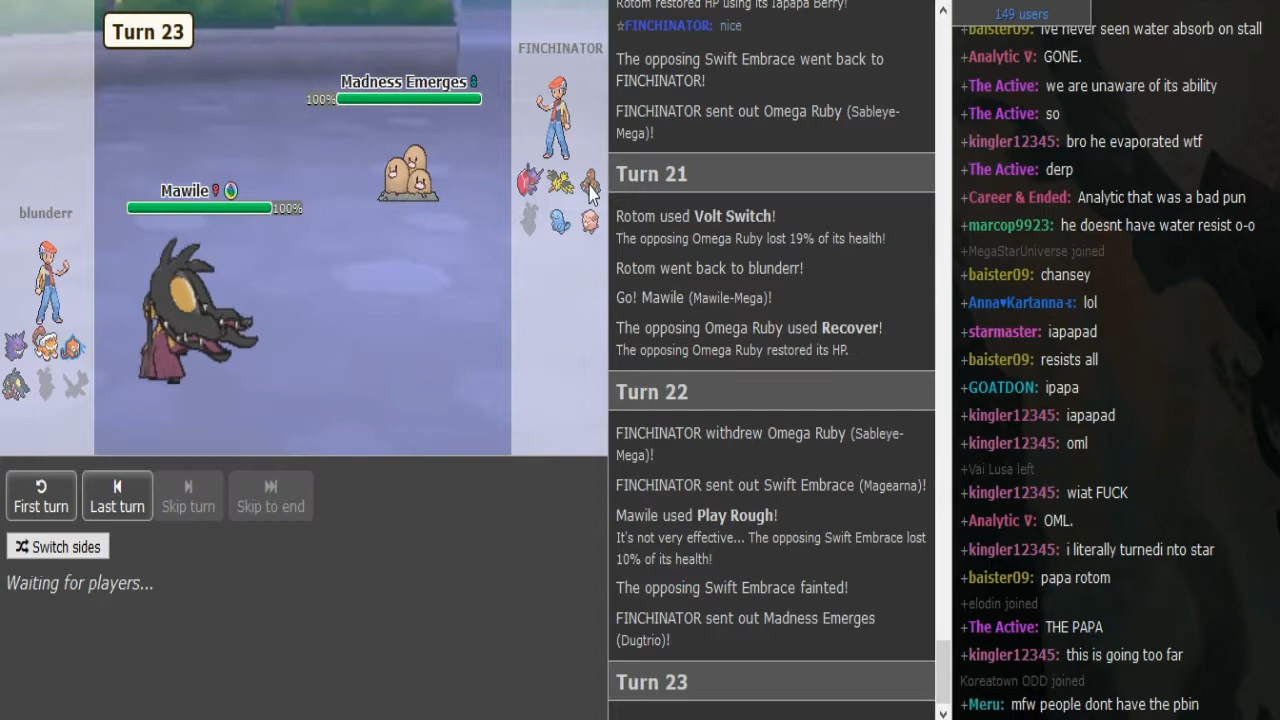 Turn 23
FINCHINATOR
Madness Emerges
100%
Mawile
100%
blunderr
First turn
Last turn
Skip turn
Skip to end
Switch sides
Waiting for players...
Rotom restored HP using its Iapapa Berry!
☆FINCHINATOR: nice
The opposing Swift Embrace went back to
FINCHINATOR!
FINCHINATOR sent out Omega Ruby (Sableye-
Mega)!
Turn 21
Rotom used Volt Switch!
The opposing Omega Ruby lost 19% of its health!
Rotom went back to blunderr!
Go! Mawile (Mawile-Mega)!
The opposing Omega Ruby used Recover!
The opposing Omega Ruby restored its HP.
Turn 22
FINCHINATOR withdrew Omega Ruby (Sableye-
Mega)!
FINCHINATOR sent out Swift Embrace (Magearna)!
Mawile used Play Rough!
It's not very effective... The opposing Swift Embrace lost
10% of its health!
The opposing Swift Embrace fainted!
FINCHINATOR sent out Madness Emerges
(Dugtrio)!
Turn 23
149 users
+baister09: ive never seen water absorb on stall
+Analytic ∇: GONE.
+The Active: we are unaware of its ability
+The Active: so
+kingler12345: bro he evaporated wtf
+The Active: derp
+Career & Ended: Analytic that was a bad pun
+marcop9923: he doesnt have water resist o-o
+MegaStarUniverse joined
+baister09: chansey
+Anna♥Kartanna: lol
+starmaster: iapapad
+baister09: resists all
+GOATDON: ipapa
+kingler12345: iapapad
+kingler12345: oml
+Vai Lusa left
+kingler12345: wiat FUCK
+Analytic ∇: OML.
+kingler12345: i literally turnedi nto star
+baister09: papa rotom
+elodin joined
+The Active: THE PAPA
+kingler12345: this is going too far
Koreatown ODD joined
+Meru: mfw people dont have the pbin